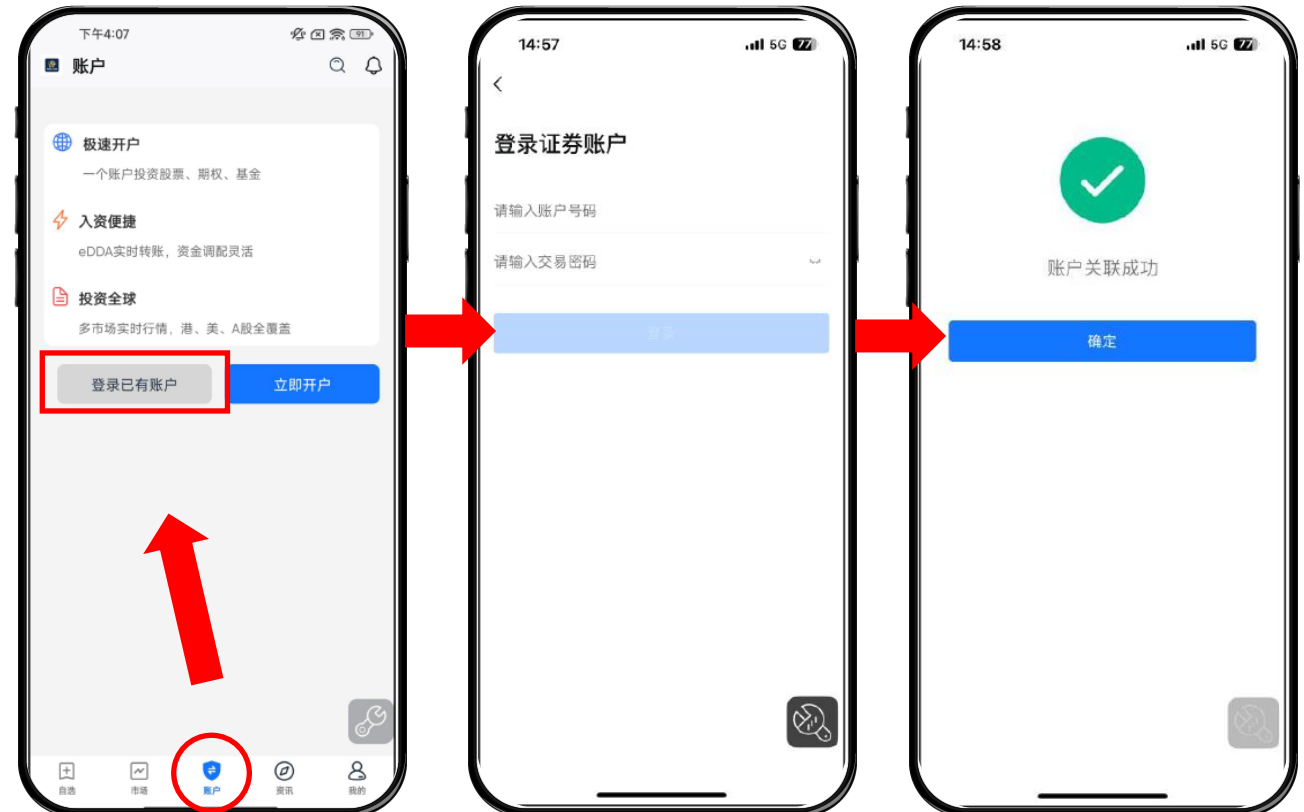 下午4:07
91
账户
极速开户
一个账户投资股票、期权、基金
入资便捷
eDDA实时转账，资金调配灵活
投资全球
多市场实时行情，港、美、A股全覆盖
登录已有账户
立即开户
自选
市场
账户
资讯
我的
14:57
5G 77
登录证券账户
请输入账户号码
请输入交易密码
登录
14:58
5G 77
账户关联成功
确定